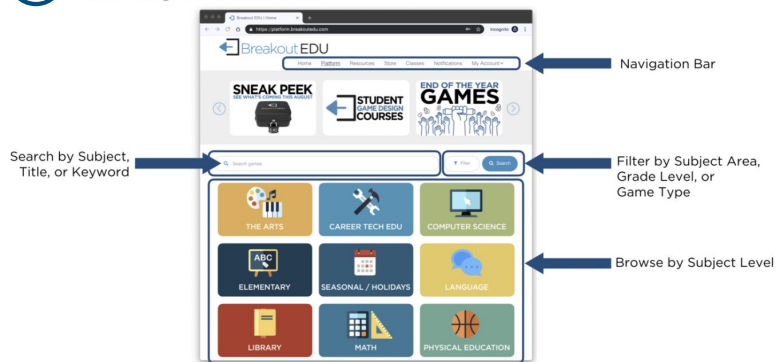 Breakout EDU | Home
https://platform.breakoutedu.com
Incognito
Breakout EDU
Home Platform Resources Store Classes Notifications My Account
Navigation Bar
SNEAK PEEK
SEE WHAT'S COMING THIS AUGUST
STUDENT
GAME DESIGN
COURSES
END OF THE YEAR
GAMES
Search by Subject,
Title, or Keyword
Search games
Filter
Search
Filter by Subject Area,
Grade Level, or
Game Type
THE ARTS
CAREER TECH EDU
COMPUTER SCIENCE
Browse by Subject Level
ABC
ELEMENTARY
SEASONAL / HOLIDAYS
LANGUAGE
LIBRARY
MATH
PHYSICAL EDUCATION